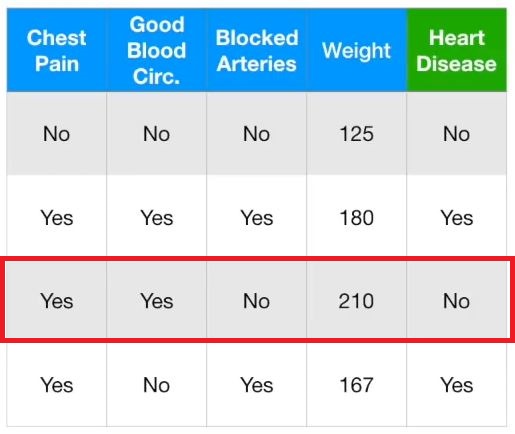 Chest Pain Good Blood Circ. Blocked Arteries Weight Heart Disease
No No No 125 No
Yes Yes Yes 180 Yes
Yes Yes No 210 No
Yes No Yes 167 Yes